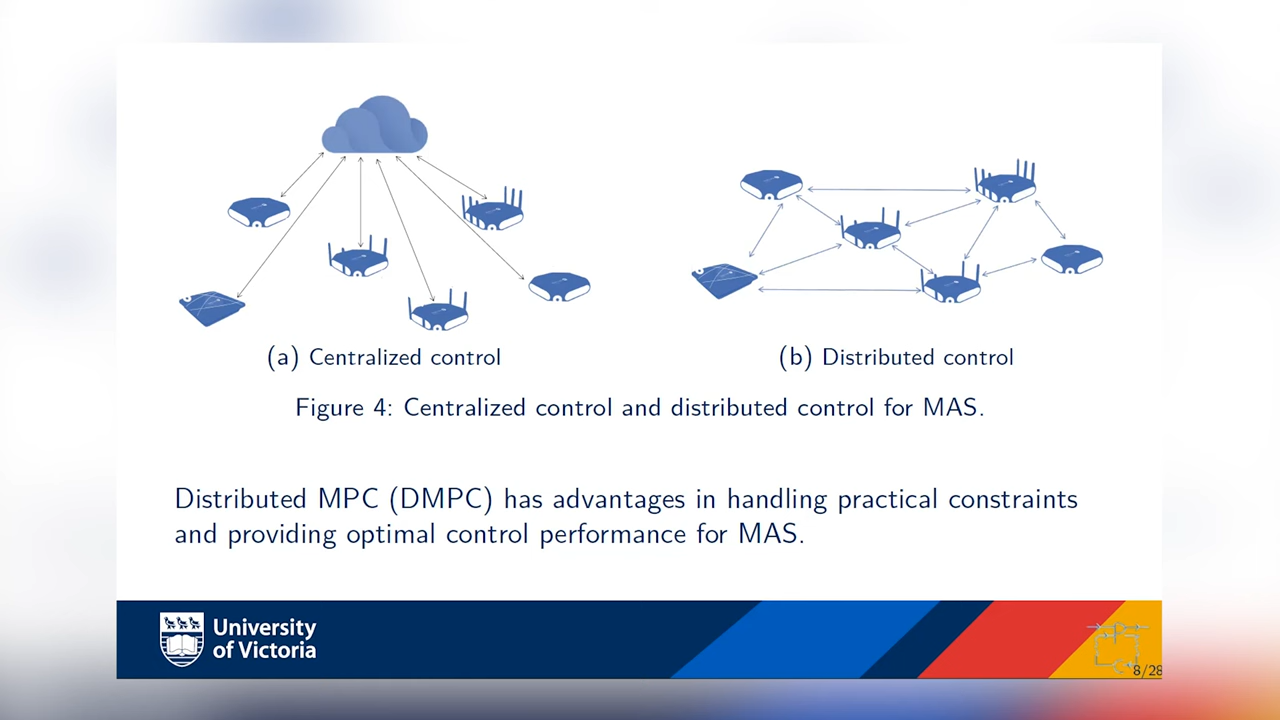 (a) Centralized control
(b) Distributed control
Figure 4: Centralized control and distributed control for MAS.
Distributed MPC (DMPC) has advantages in handling practical constraints
and providing optimal control performance for MAS.
University
of Victoria
8/28